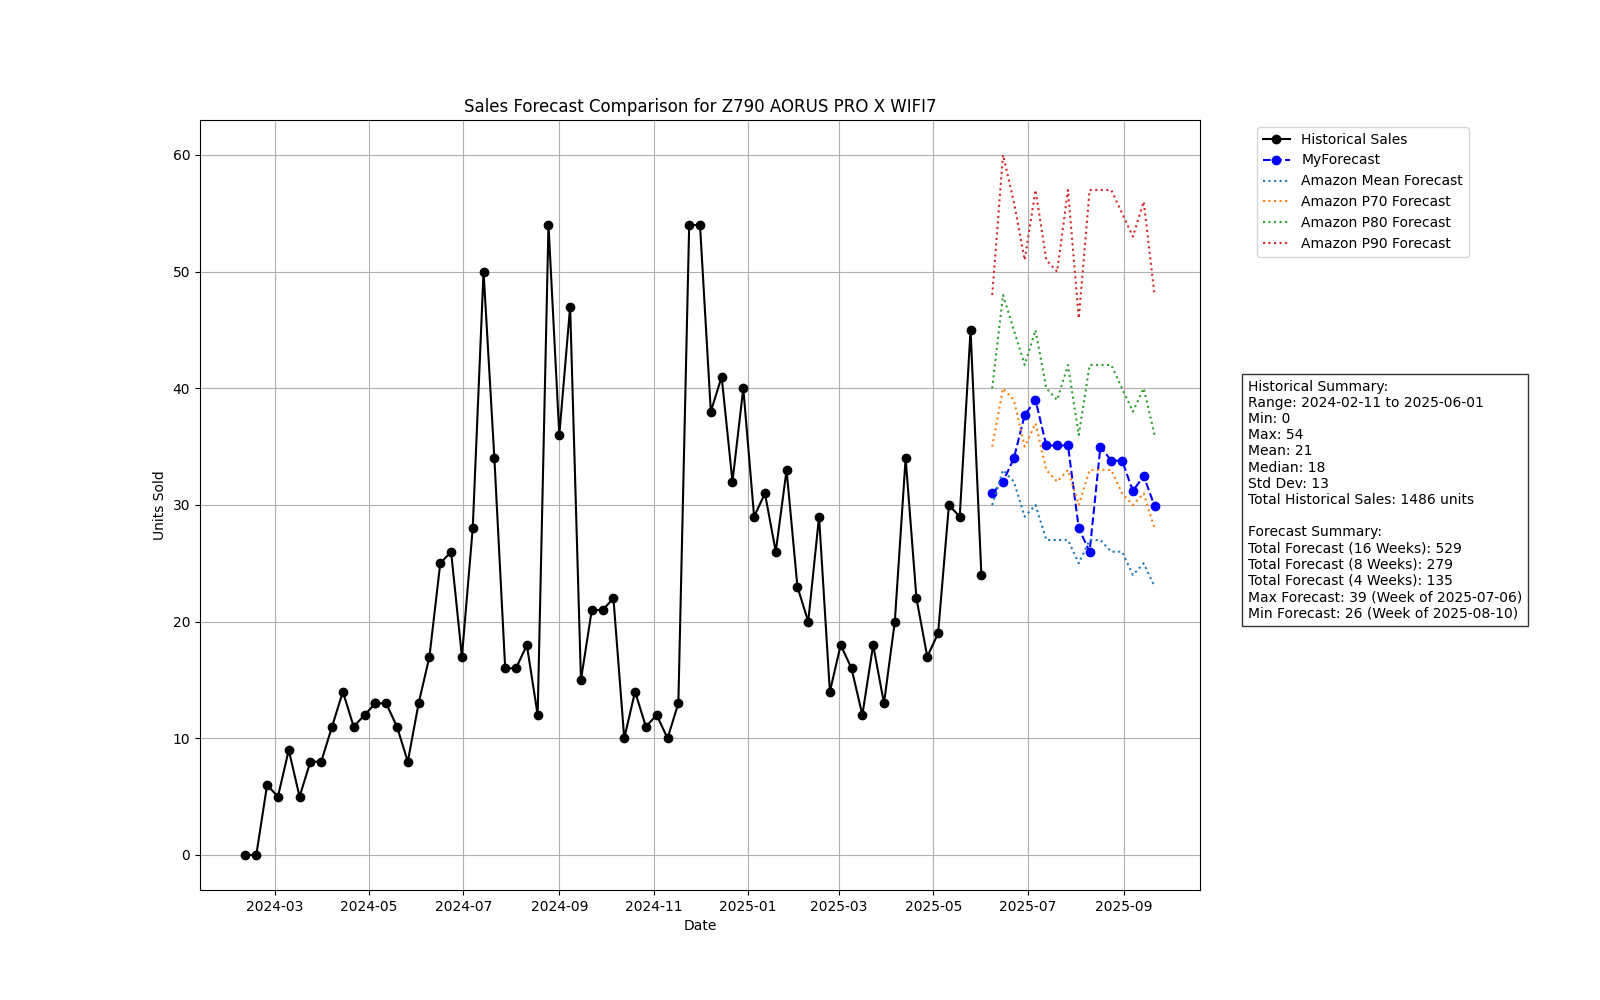 Sales Forecast Comparison for Z790 AORUS PRO X WIFI7
Historical Sales
MyForecast
Amazon Mean Forecast
Amazon P70 Forecast
Amazon P80 Forecast
Amazon P90 Forecast
60
50
40
30
20
10
0
Units Sold
2024-03
2024-05
2024-07
2024-09
2024-11
2025-01
2025-03
2025-05
2025-07
2025-09
Date
Historical Summary:
Range: 2024-02-11 to 2025-06-01
Min: 0
Max: 54
Mean: 21
Median: 18
Std Dev: 13
Total Historical Sales: 1486 units
Forecast Summary:
Total Forecast (16 Weeks): 529
Total Forecast (8 Weeks): 279
Total Forecast (4 Weeks): 135
Max Forecast: 39 (Week of 2025-07-06)
Min Forecast: 26 (Week of 2025-08-10)